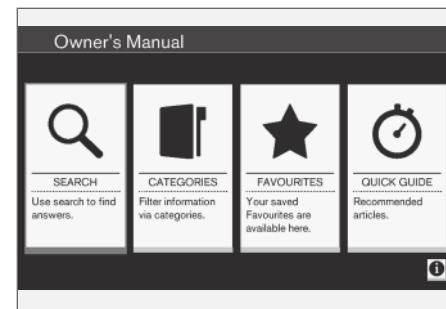 Owner's Manual
SEARCH
Use search to find
answers.
CATEGORIES
Filter information
via categories.
FAVOURITES
Your saved
Favourites are
available here.
QUICK GUIDE
Recommended
articles.